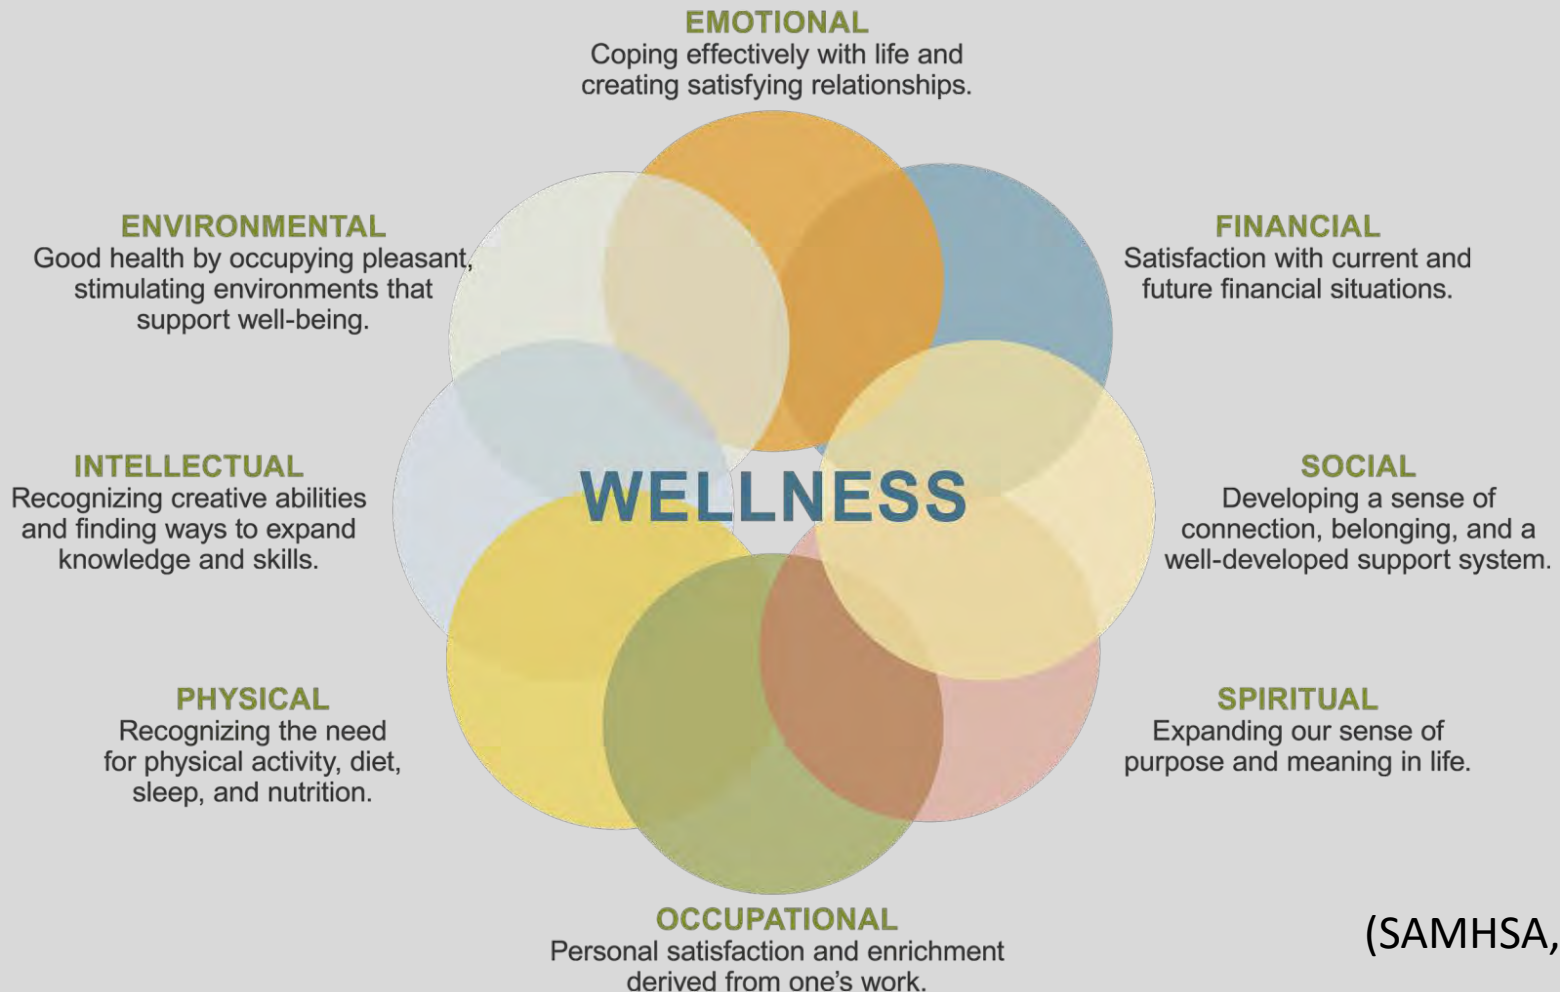 EMOTIONAL
Coping effectively with life and
creating satisfying relationships.
ENVIRONMENTAL
Good health by occupying pleasant,
stimulating environments that
support well-being.
FINANCIAL
Satisfaction with current and
future financial situations.
INTELLECTUAL
Recognizing creative abilities
and finding ways to expand
knowledge and skills.
WELLNESS
SOCIAL
Developing a sense of
connection, belonging, and a
well-developed support system.
PHYSICAL
Recognizing the need
for physical activity, diet,
sleep, and nutrition.
SPIRITUAL
Expanding our sense of
purpose and meaning in life.
OCCUPATIONAL
Personal satisfaction and enrichment
derived from one’s work.
(SAMHSA,